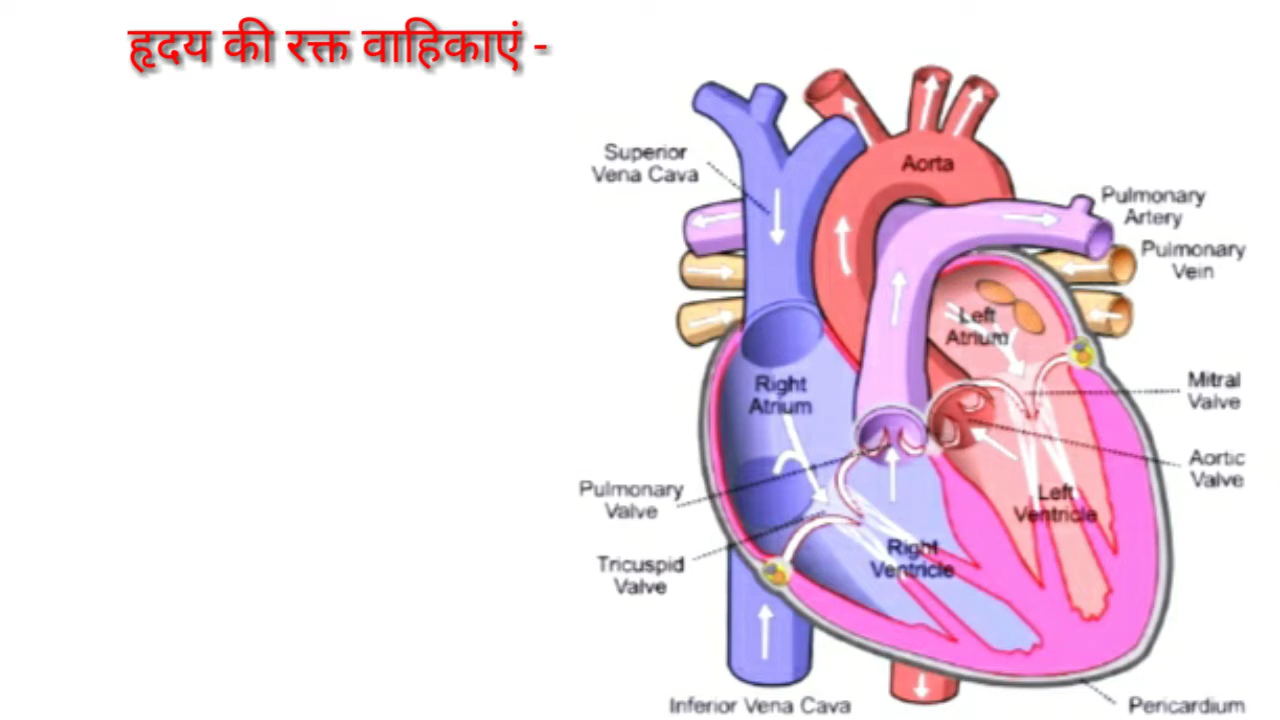 हृदय की रक्त वाहिकाएं -
Superior
Vena Cava
Aorta
Pulmonary
Artery
Pulmonary
Vein
Left
Atrium
Right
Atrium
Mitral
Valve
Aortic
Valve
Pulmonary
Valve
Left
Ventricle
Right
Ventricle
Tricuspid
Valve
Inferior Vena Cava
Pericardium